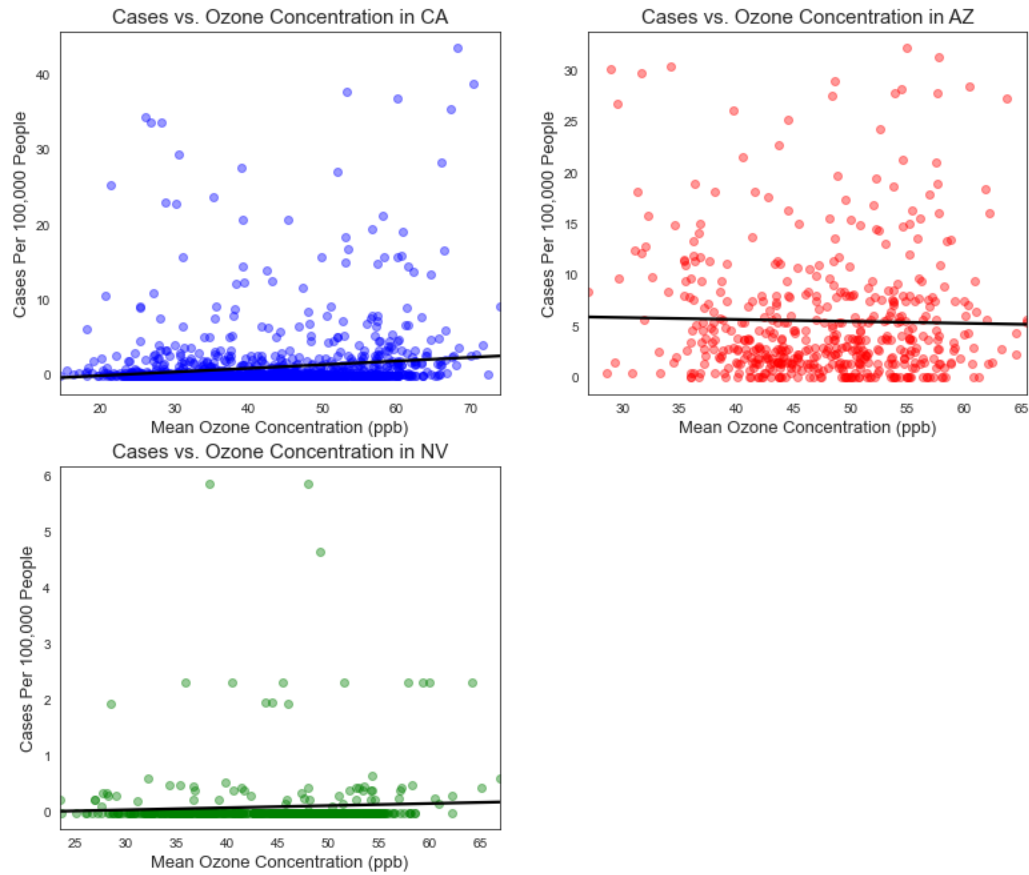 Cases vs. Ozone Concentration in CA
Cases Per 100,000 People
40
30
20
10
0
20 30 40 50 60 70
Mean Ozone Concentration (ppb)
Cases vs. Ozone Concentration in AZ
Cases Per 100,000 People
30
25
20
15
10
5
0
30 35 40 45 50 55 60 65
Mean Ozone Concentration (ppb)
Cases vs. Ozone Concentration in NV
Cases Per 100,000 People
6
5
4
3
2
1
0
25 30 35 40 45 50 55 60 65
Mean Ozone Concentration (ppb)